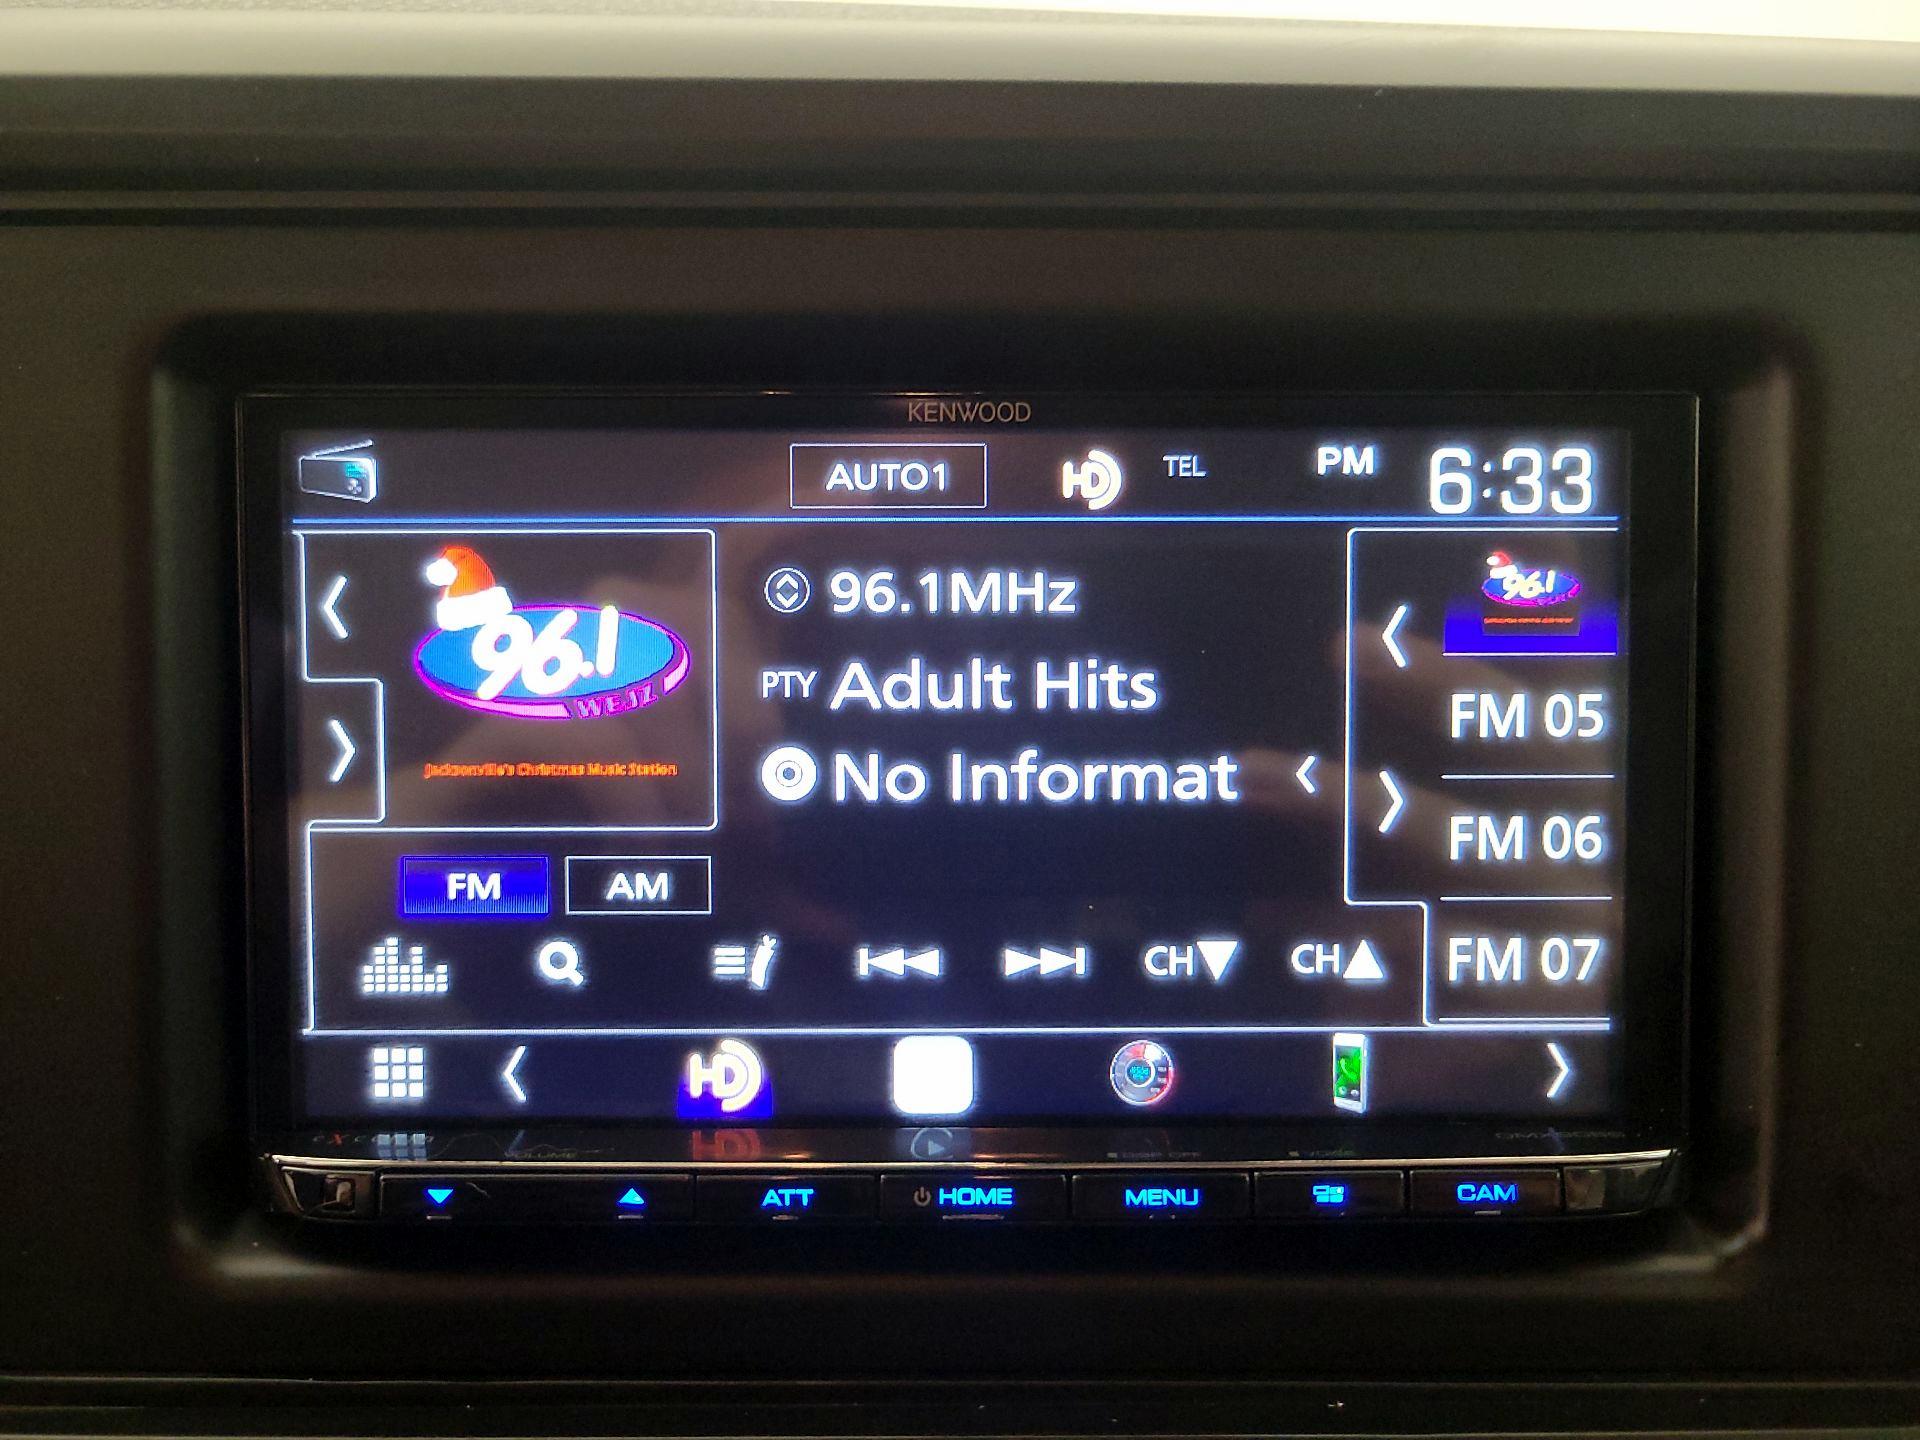 KENWOOD
AUTO1
HD
TEL
PM 6:33
96.1
WEJZ
Jacksonville's Christmas Music Station
96.1MHz
PTY Adult Hits
No Informat
96.1
FM 05
FM 06
FM 07
FM AM
CH▼ CH▲
HD
VOLUME
ATT
HOME
MENU
CAM